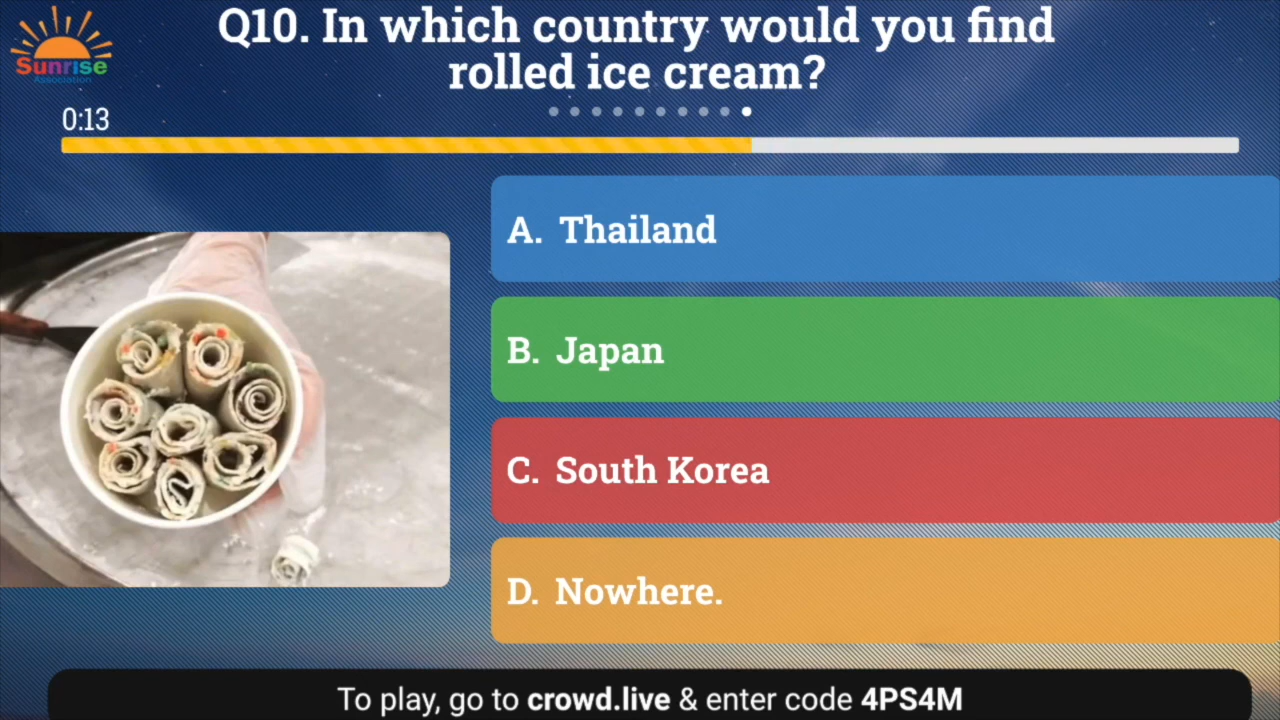 Q10. In which country would you find
rolled ice cream?
Sunrise
Association
0:13
A. Thailand
B. Japan
C. South Korea
D. Nowhere.
To play, go to crowd.live & enter code 4PS4M